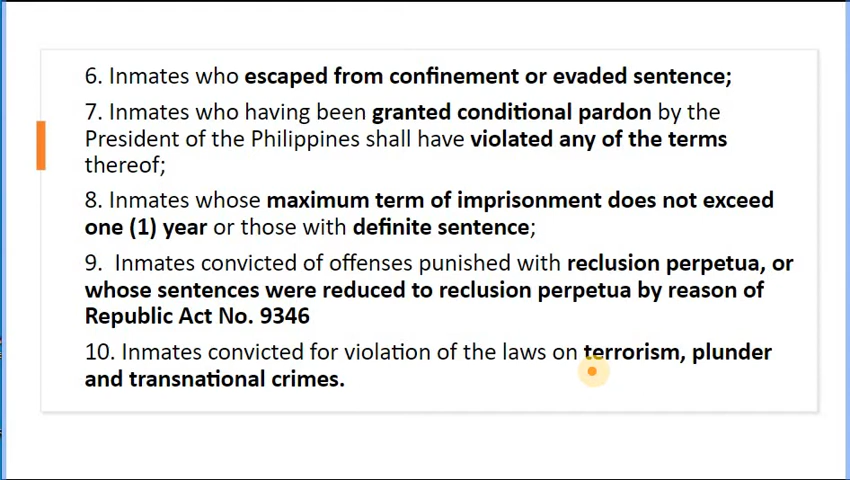 6. Inmates who escaped from confinement or evaded sentence;
7. Inmates who having been granted conditional pardon by the
President of the Philippines shall have violated any of the terms
thereof;
8. Inmates whose maximum term of imprisonment does not exceed
one (1) year or those with definite sentence;
9.  Inmates convicted of offenses punished with reclusion perpetua, or
whose sentences were reduced to reclusion perpetua by reason of
Republic Act No. 9346
10. Inmates convicted for violation of the laws on terrorism, plunder
and transnational crimes.